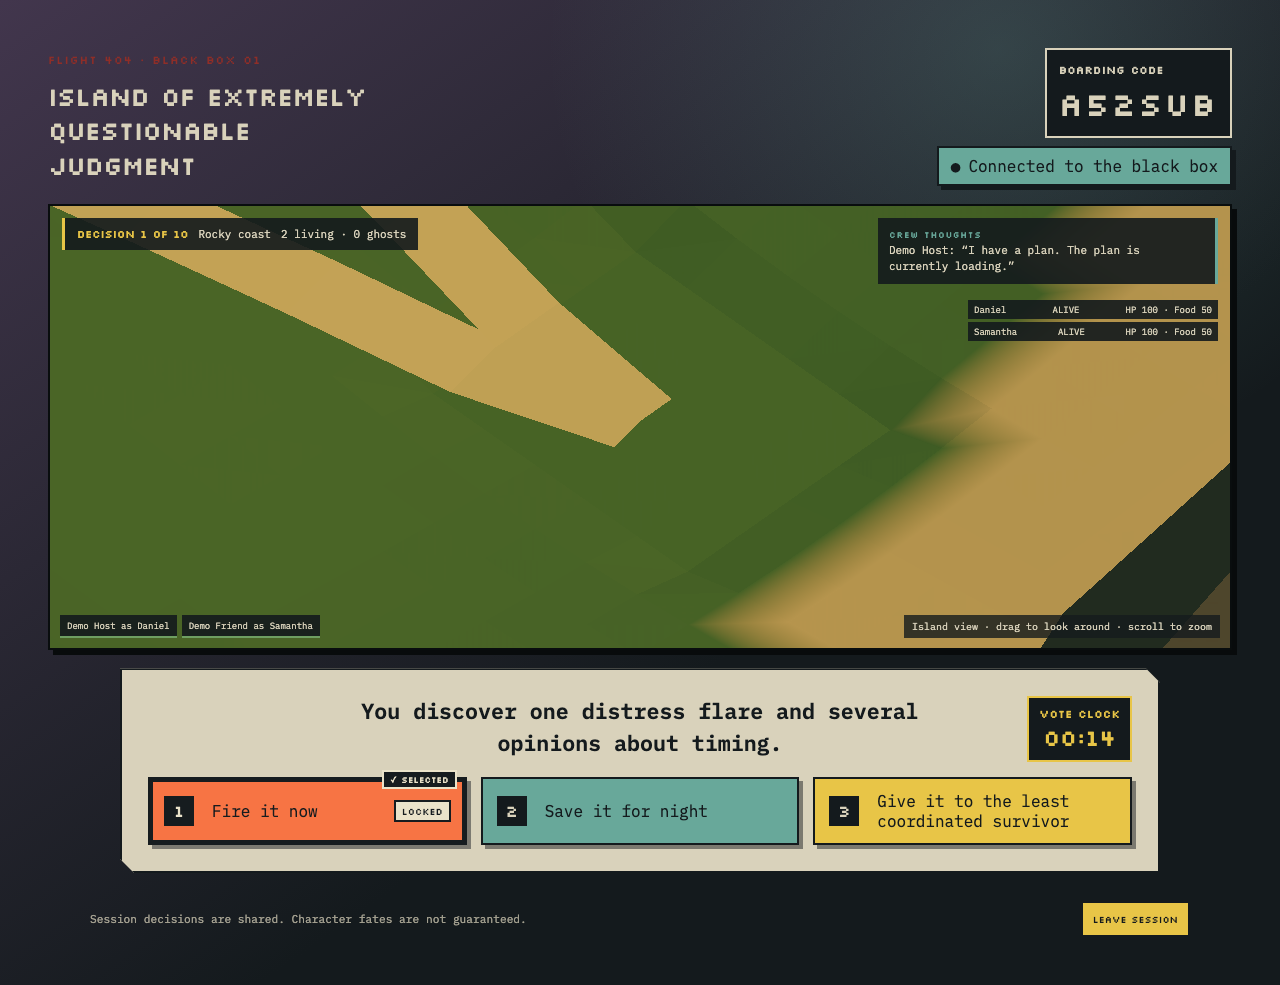 FLIGHT 404 · BLACK BOX 01
ISLAND OF EXTREMELY
QUESTIONABLE
JUDGMENT
BOARDING CODE
A52SUB
● Connected to the black box
DECISION 1 OF 10 Rocky coast 2 living · 0 ghosts
CREW THOUGHTS
Demo Host: “I have a plan. The plan is
currently loading.”
Daniel ALIVE HP 100 · Food 50
Samantha ALIVE HP 100 · Food 50
Demo Host as Daniel
Demo Friend as Samantha
Island view · drag to look around · scroll to zoom
You discover one distress flare and several
opinions about timing.
VOTE CLOCK
00:14
✓ SELECTED
1 Fire it now LOCKED
2 Save it for night
3 Give it to the least
coordinated survivor
Session decisions are shared. Character fates are not guaranteed.
LEAVE SESSION